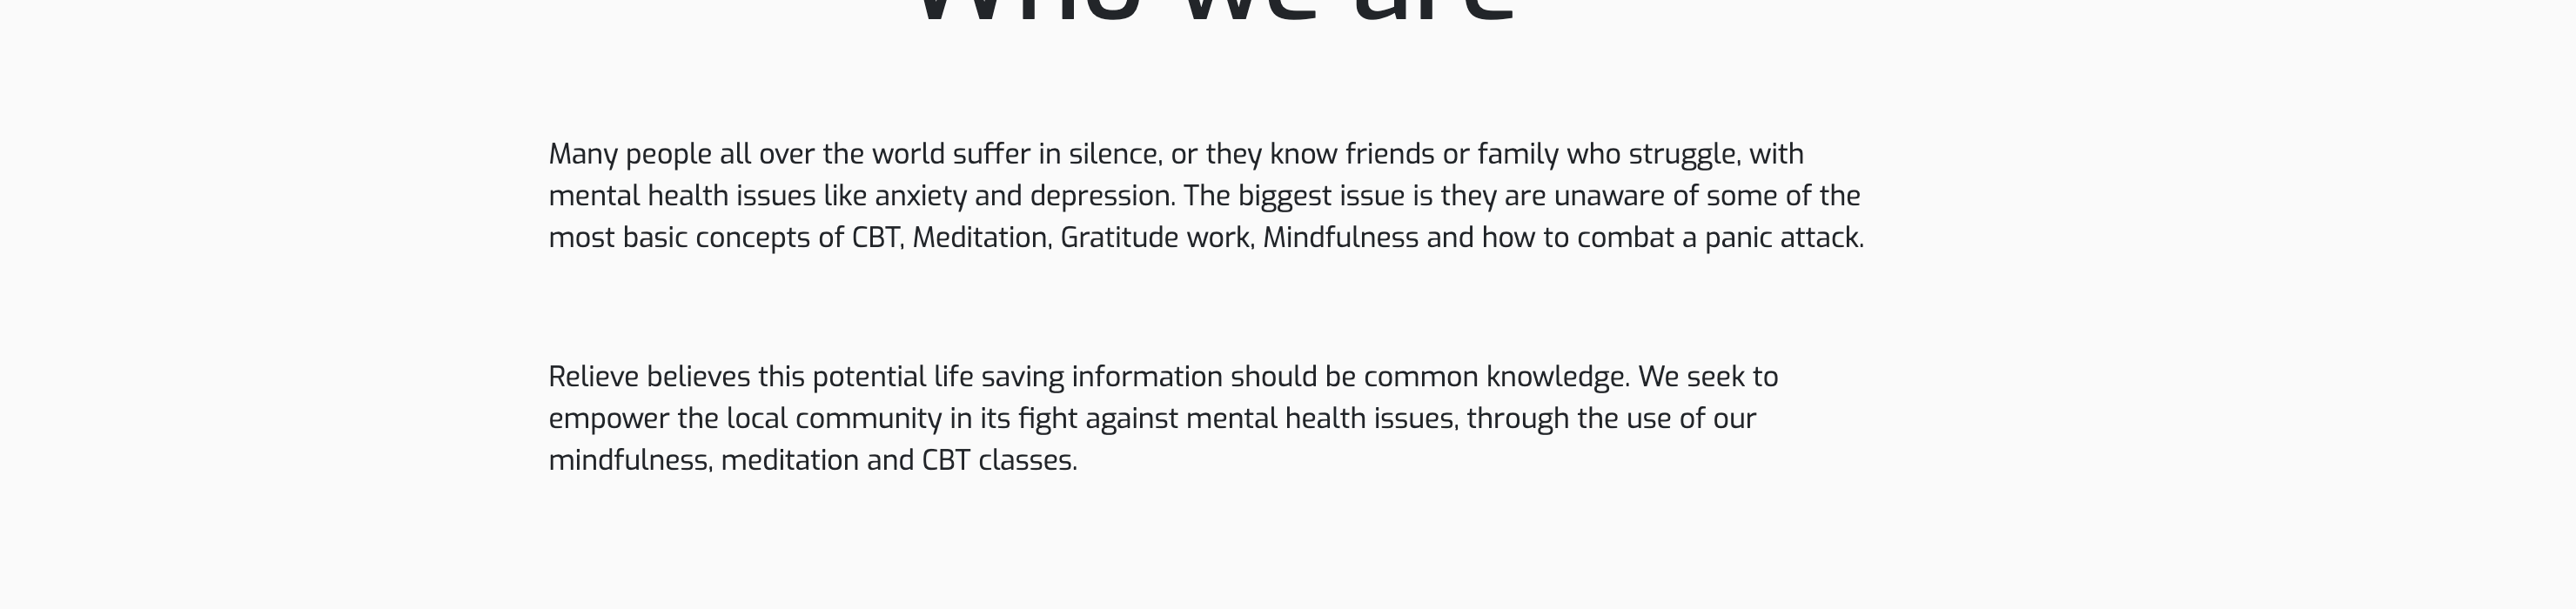 Who we are
Many people all over the world suffer in silence, or they know friends or family who struggle, with
mental health issues like anxiety and depression. The biggest issue is they are unaware of some of the
most basic concepts of CBT, Meditation, Gratitude work, Mindfulness and how to combat a panic attack.
Relieve believes this potential life saving information should be common knowledge. We seek to
empower the local community in its fight against mental health issues, through the use of our
mindfulness, meditation and CBT classes.